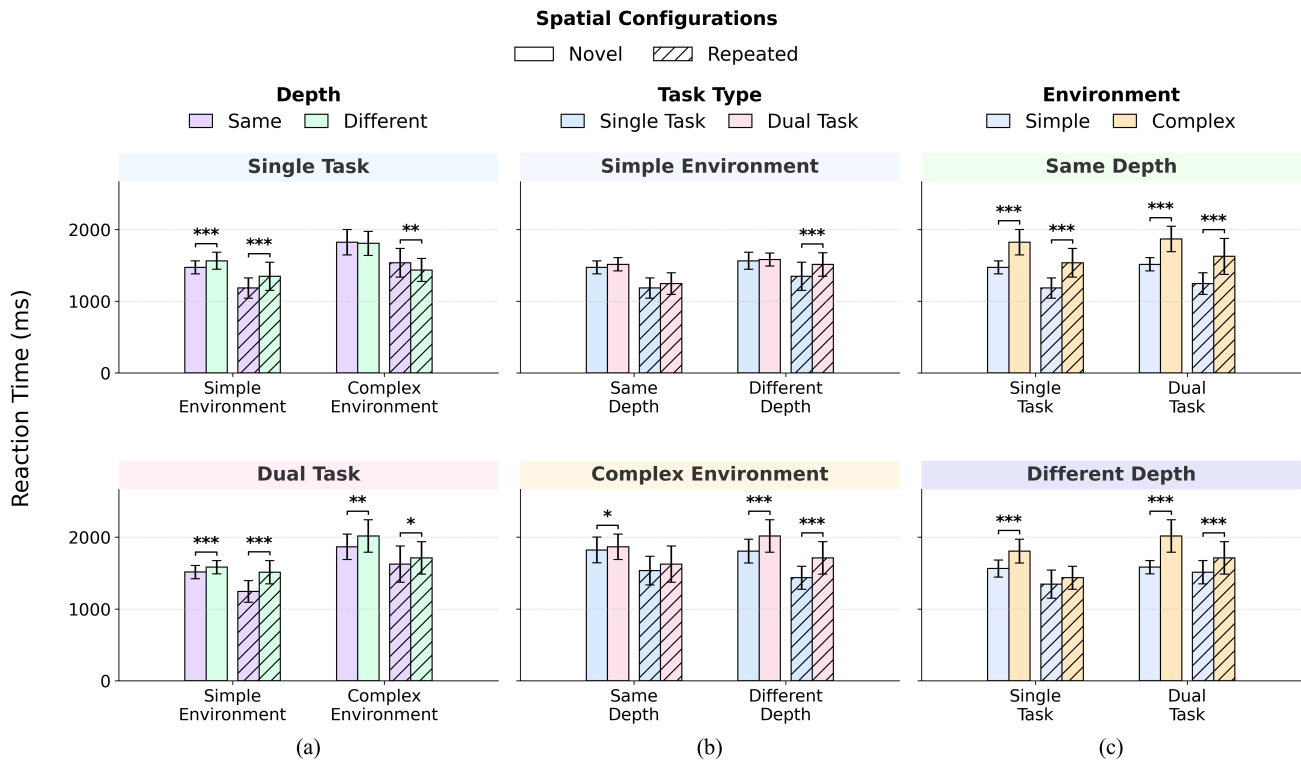 Spatial Configurations
Novel Repeated
Depth
Same Different
Task Type
Single Task Dual Task
Environment
Simple Complex
Reaction Time (ms)
Single Task
2000
1000
0
*** *** **
Simple
Environment
Complex
Environment
Simple Environment
***
Same
Depth
Different
Depth
Same Depth
*** *** *** ***
Single
Task
Dual
Task
Dual Task
2000
1000
0
*** *** ** *
Simple
Environment
Complex
Environment
(a)
Complex Environment
* *** ***
Same
Depth
Different
Depth
(b)
Different Depth
*** *** ***
Single
Task
Dual
Task
(c)